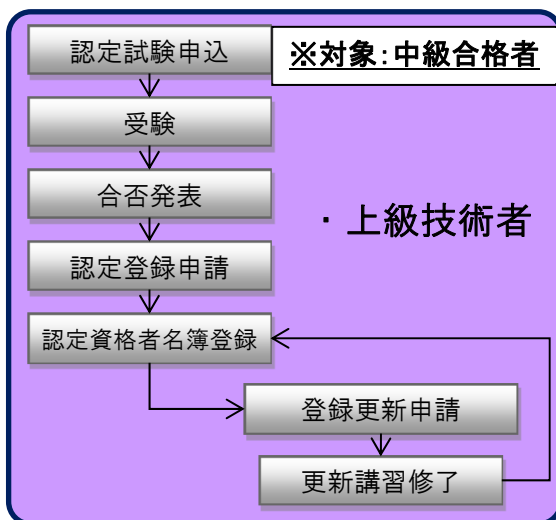 認定試験申込
※対象:中級合格者
受験
合否発表
・上級技術者
認定登録申請
認定資格者名簿登録
登録更新申請
更新講習修了